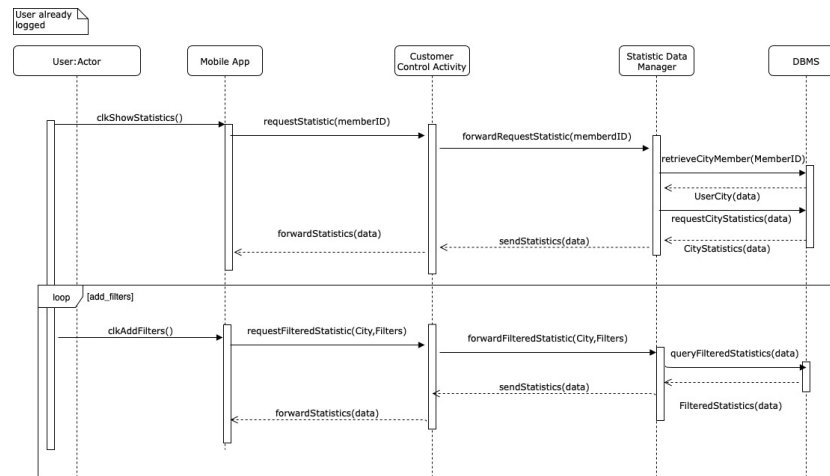 User already
logged
User:Actor
Mobile App
Customer
Control Activity
Statistic Data
Manager
DBMS
clkShowStatistics()
requestStatistic(memberID)
forwardRequestStatistic(memberdID)
retrieveCityMember(MemberID)
UserCity(data)
requestCityStatistics(data)
forwardStatistics(data)
sendStatistics(data)
CityStatistics(data)
loop
[add_filters]
clkAddFilters()
requestFilteredStatistic(City,Filters)
forwardFilteredStatistic(City,Filters)
queryFilteredStatistics(data)
sendStatistics(data)
FilteredStatistics(data)
forwardStatistics(data)